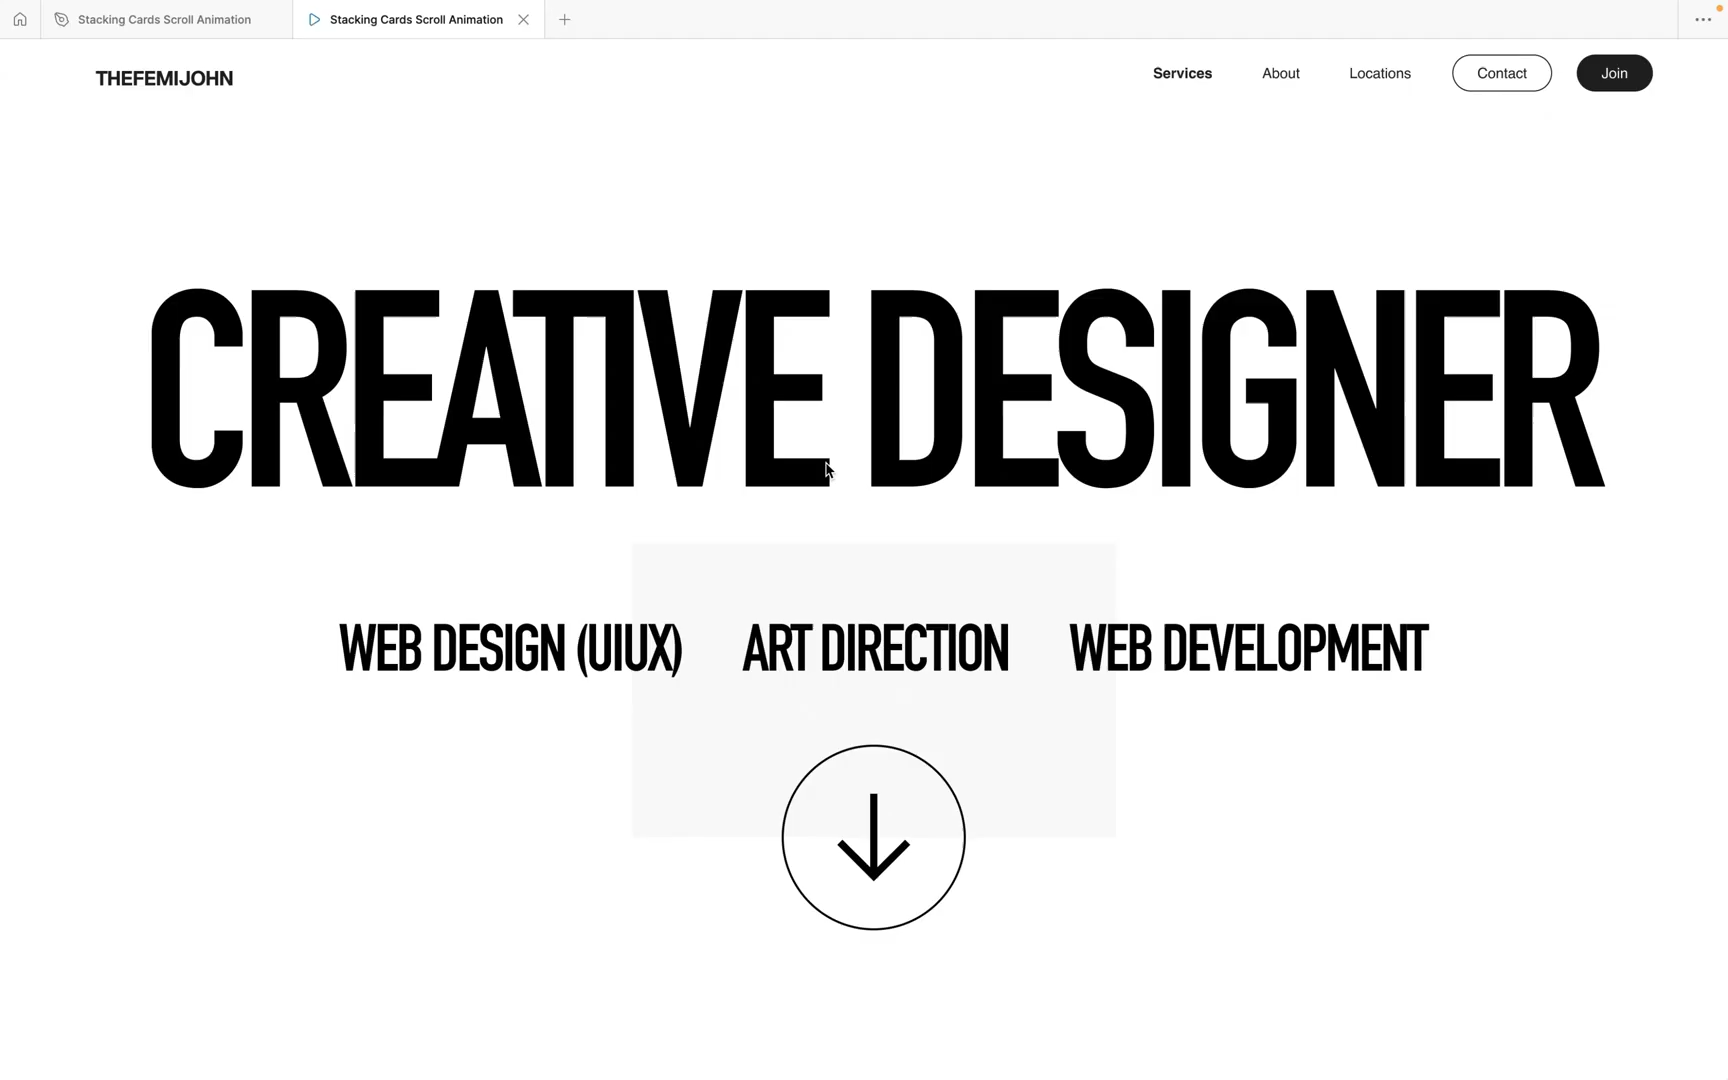 Stacking Cards Scroll Animation
Stacking Cards Scroll Animation
THEFEMIJOHN
Services About Locations Contact Join
CREATIVE DESIGNER
WEB DESIGN (UIUX) ART DIRECTION WEB DEVELOPMENT